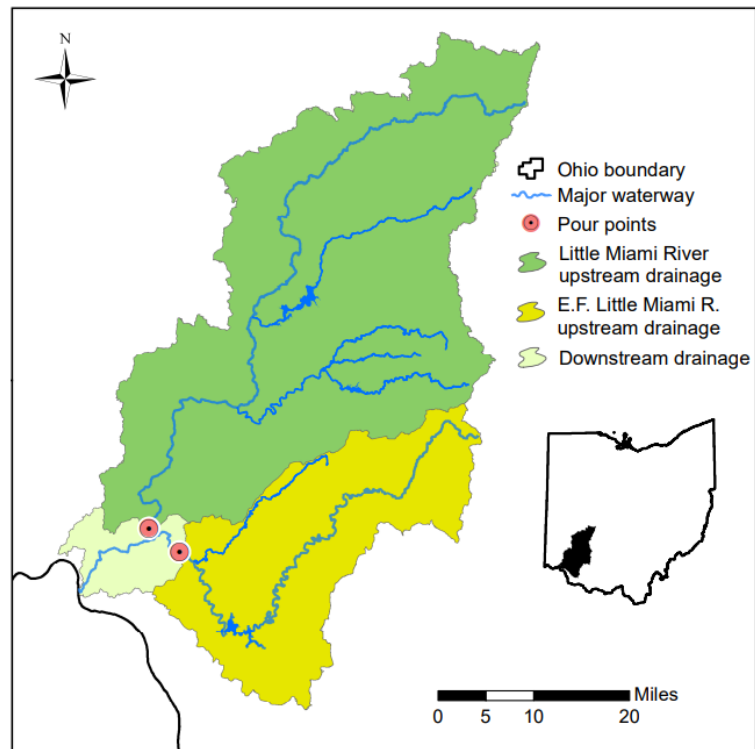 N
Ohio boundary
Major waterway
Pour points
Little Miami River
upstream drainage
E.F. Little Miami R.
upstream drainage
Downstream drainage
Miles
0 5 10 20